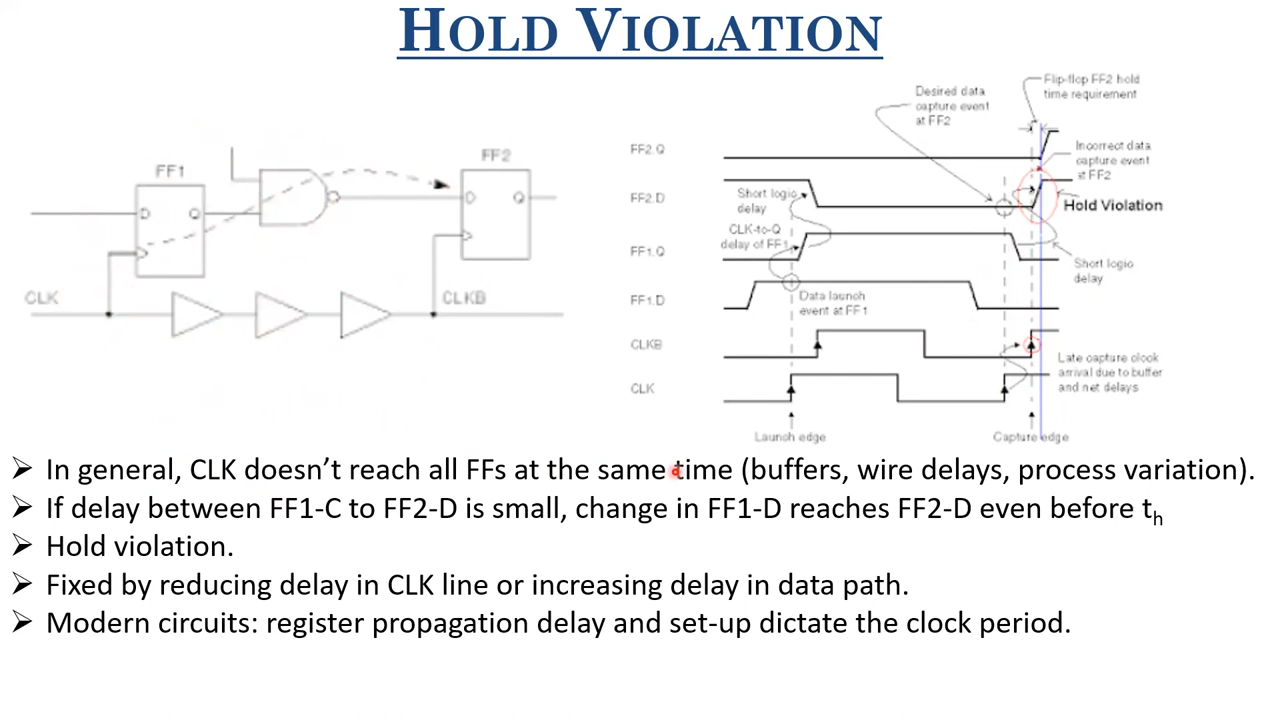 HOLD VIOLATION
FF1
D
Q
FF2
D
Q
CLK
CLKB
Desired data
capture event
at FF2
Flip-flop FF2 hold
time requirement
FF2.Q
Incorrect data
capture event
at FF2
FF2.D
Short logic
delay
Hold Violation
CLK-to-Q
delay of FF1
FF1.Q
Short logic
delay
FF1.D
Data launch
event at FF1
CLKB
Late capture clock
arrival due to buffer
and net delays
CLK
Launch edge
Capture edge
➢ In general, CLK doesn’t reach all FFs at the same time (buffers, wire delays, process variation).
➢ If delay between FF1-C to FF2-D is small, change in FF1-D reaches FF2-D even before th
➢ Hold violation.
➢ Fixed by reducing delay in CLK line or increasing delay in data path.
➢ Modern circuits: register propagation delay and set-up dictate the clock period.